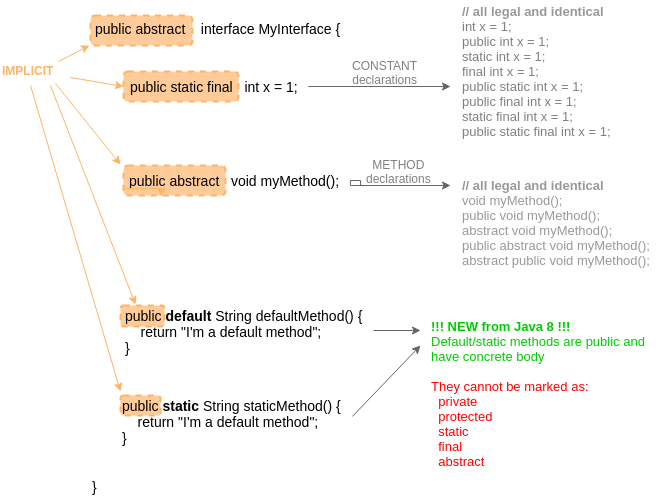 public abstract interface MyInterface {
IMPLICIT
public static final int x = 1;
CONSTANT
declarations
// all legal and identical
int x = 1;
public int x = 1;
static int x = 1;
final int x = 1;
public static int x = 1;
public final int x = 1;
static final int x = 1;
public static final int x = 1;
public abstract void myMethod();
METHOD
declarations
// all legal and identical
void myMethod();
public void myMethod();
abstract void myMethod();
public abstract void myMethod();
abstract public void myMethod();
public default String defaultMethod() {
return "I'm a default method";
}
public static String staticMethod() {
return "I'm a default method";
}
!!! NEW from Java 8 !!!
Default/static methods are public and
have concrete body
They cannot be marked as:
private
protected
static
final
abstract
}